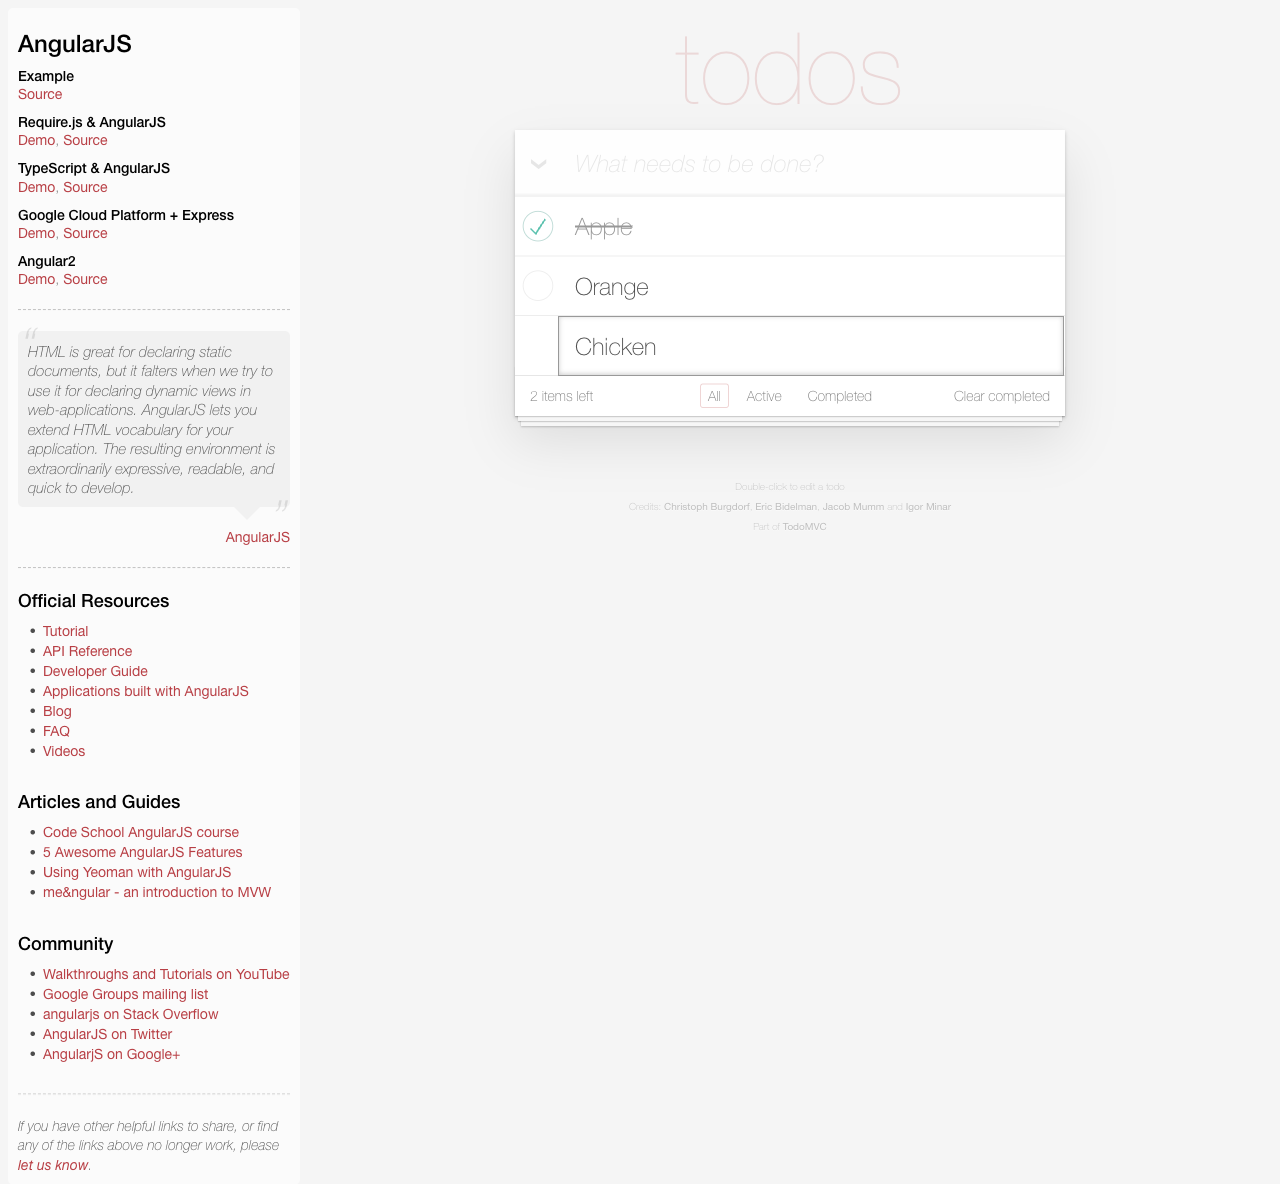 AngularJS
Example
Source
Require.js & AngularJS
Demo, Source
TypeScript & AngularJS
Demo, Source
Google Cloud Platform + Express
Demo, Source
Angular2
Demo, Source
“
HTML is great for declaring static
documents, but it falters when we try to
use it for declaring dynamic views in
web-applications. AngularJS lets you
extend HTML vocabulary for your
application. The resulting environment is
extraordinarily expressive, readable, and
quick to develop.
”
AngularJS
Official Resources
• Tutorial
• API Reference
• Developer Guide
• Applications built with AngularJS
• Blog
• FAQ
• Videos
Articles and Guides
• Code School AngularJS course
• 5 Awesome AngularJS Features
• Using Yeoman with AngularJS
• me&ngular - an introduction to MVW
Community
• Walkthroughs and Tutorials on YouTube
• Google Groups mailing list
• angularjs on Stack Overflow
• AngularJS on Twitter
• AngularjS on Google+
If you have other helpful links to share, or find
any of the links above no longer work, please
let us know.
todos
What needs to be done?
Apple
Orange
Chicken
2 items left All Active Completed Clear completed
Double-click to edit a todo
Credits: Christoph Burgdorf, Eric Bidelman, Jacob Mumm and Igor Minar
Part of TodoMVC